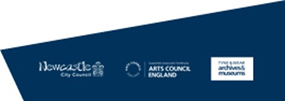 Newcastle
City Council
ARTS COUNCIL
ENGLAND
TYNE & WEAR
archives &
museums